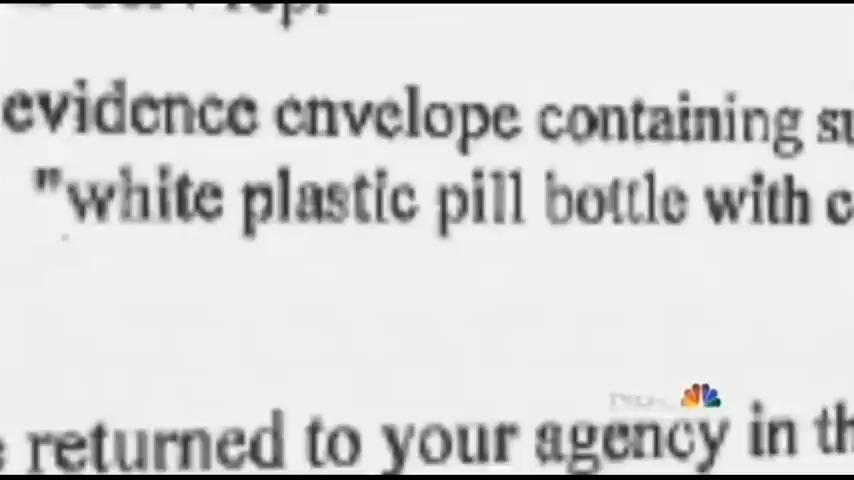 evidence envelope containing
"white plastic pill bottle with
returned to your agency in